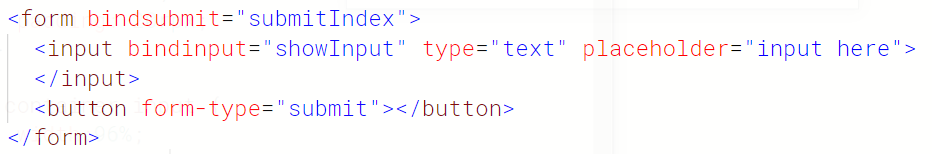 <form bindsubmit="submitIndex">
<input bindinput="showInput" type="text" placeholder="input here">
</input>
<button form-type="submit"></button>
</form>